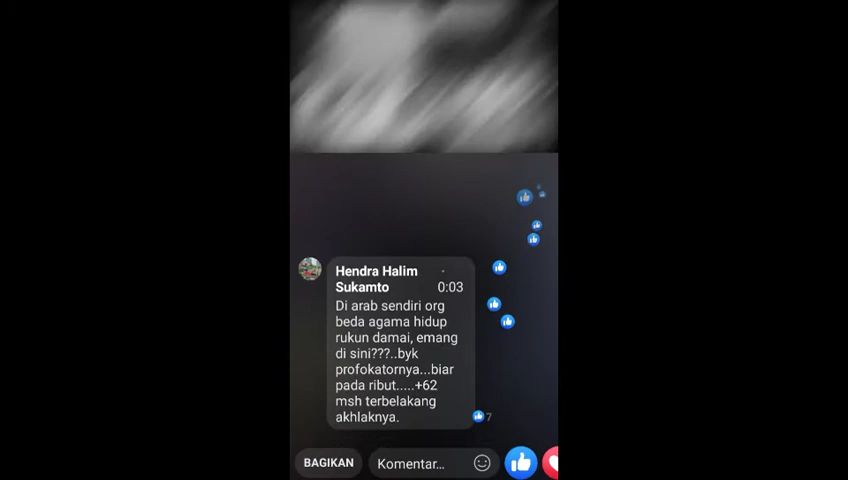 Hendra Halim
Sukamto 0:03
Di arab sendiri org
beda agama hidup
rukun damai, emang
di sini???..byk
profokatornya...biar
pada ribut.....+62
msh terbelakang
akhlaknya.
7
BAGIKAN Komentar...